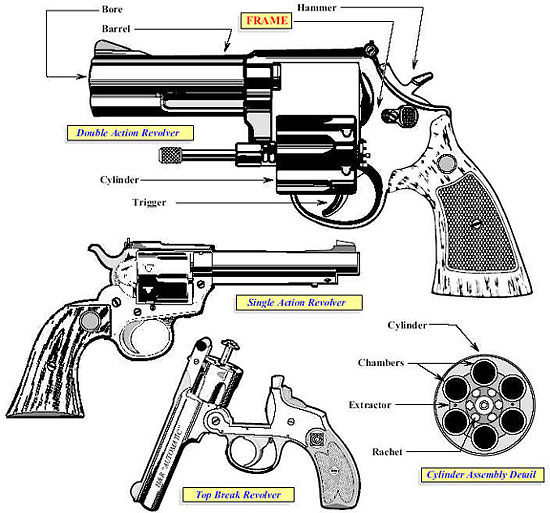 Bore
Barrel
FRAME
Hammer
Double Action Revolver
Cylinder
Trigger
Single Action Revolver
Cylinder
Chambers
Extractor
Rachet
Cylinder Assembly Detail
H&R "AUTOMATIC"
Top Break Revolver